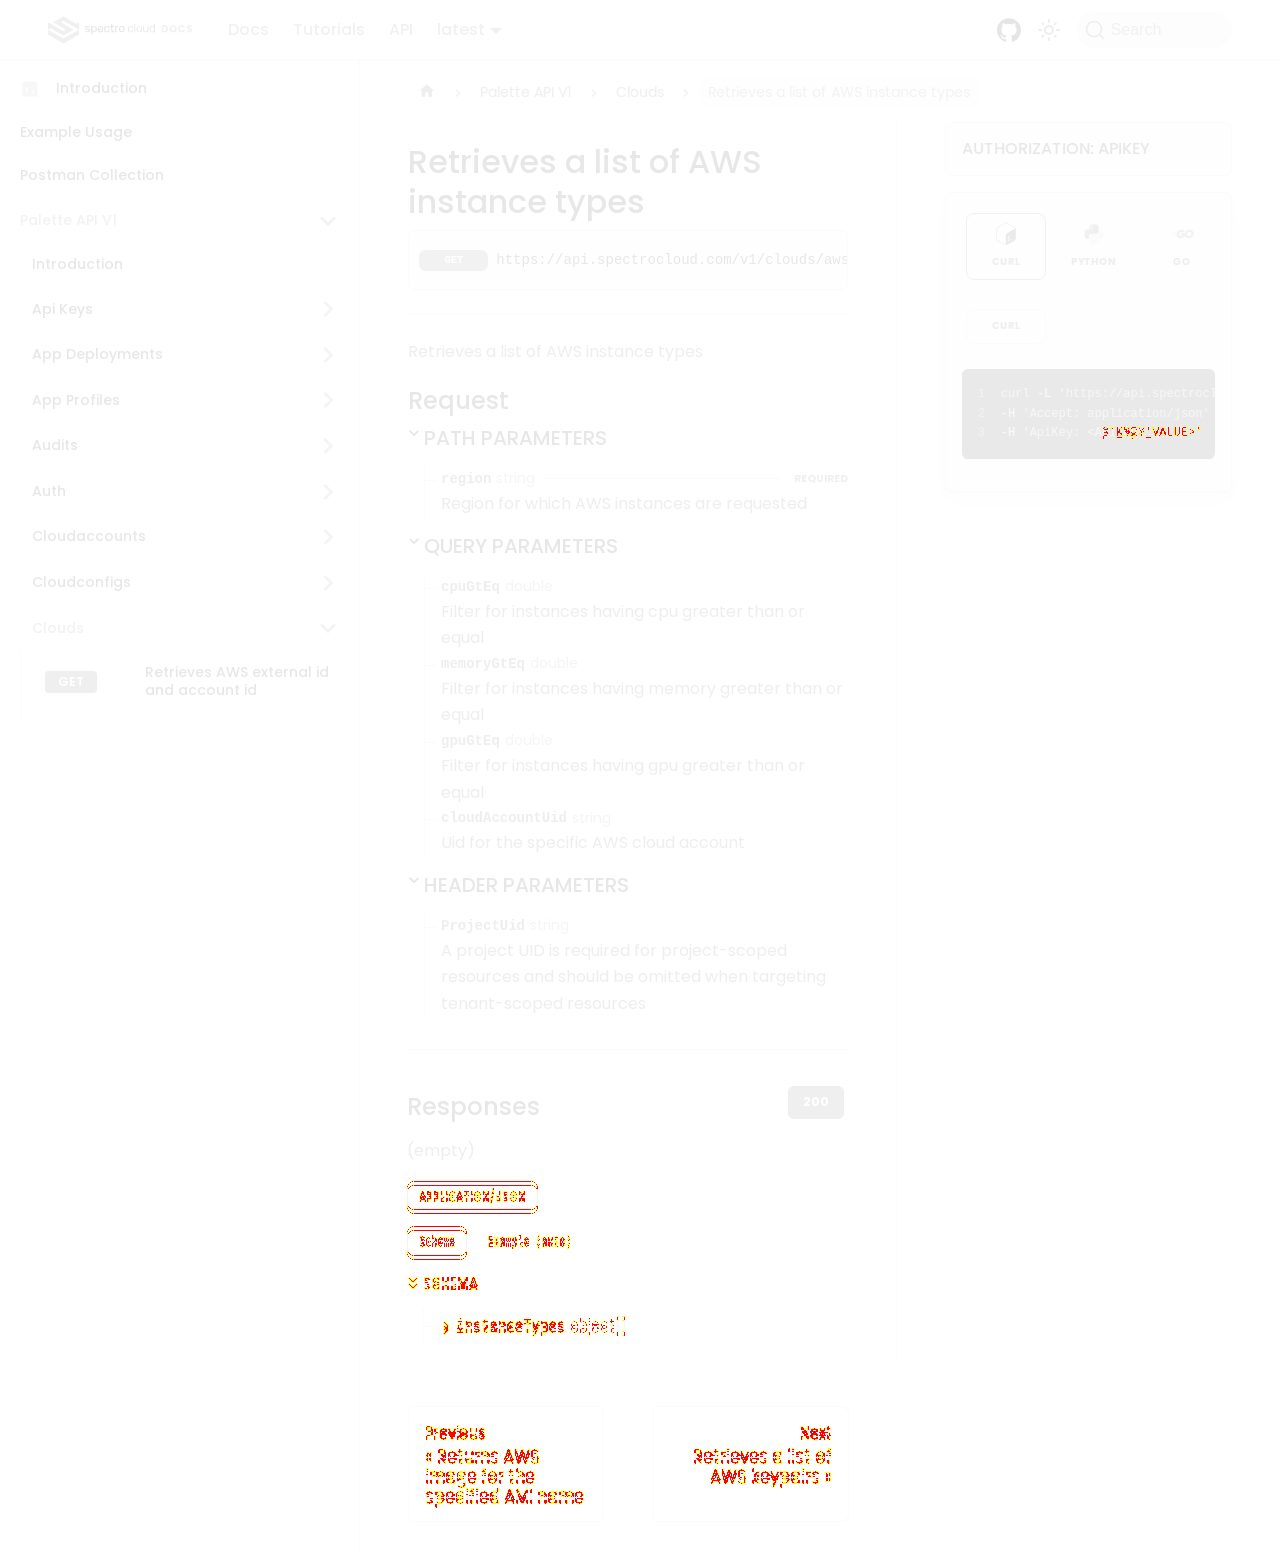 spectro cloud DOCS
Docs
Tutorials
API
latest
Search
Introduction
Example Usage
Postman Collection
Palette API V1
Introduction
Api Keys
App Deployments
App Profiles
Audits
Auth
Cloudaccounts
Cloudconfigs
Clouds
GET
Retrieves AWS external id
and account id
Palette API V1
Clouds
Retrieves a list of AWS instance types
Retrieves a list of AWS
instance types
GET https://api.spectrocloud.com/v1/clouds/aws
Retrieves a list of AWS instance types
Request
PATH PARAMETERS
region string REQUIRED
Region for which AWS instances are requested
QUERY PARAMETERS
cpuGtEq double
Filter for instances having cpu greater than or
equal
memoryGtEq double
Filter for instances having memory greater than or
equal
gpuGtEq double
Filter for instances having gpu greater than or
equal
cloudAccountUid string
Uid for the specific AWS cloud account
HEADER PARAMETERS
ProjectUid string
A project UID is required for project-scoped
resources and should be omitted when targeting
tenant-scoped resources
Responses
200
(empty)
APPLICATION/JSON
Schema
Example (auto)
SCHEMA
instanceTypes object[]
Previous
« Returns AWS
image for the
specified AMI name
Next
Retrieves a list of
AWS keypairs »
AUTHORIZATION: APIKEY
CURL
PYTHON
GO
GO
CURL
1 curl -L 'https://api.spectrocl
2 -H 'Accept: application/json'
3 -H 'ApiKey: VALUE>'